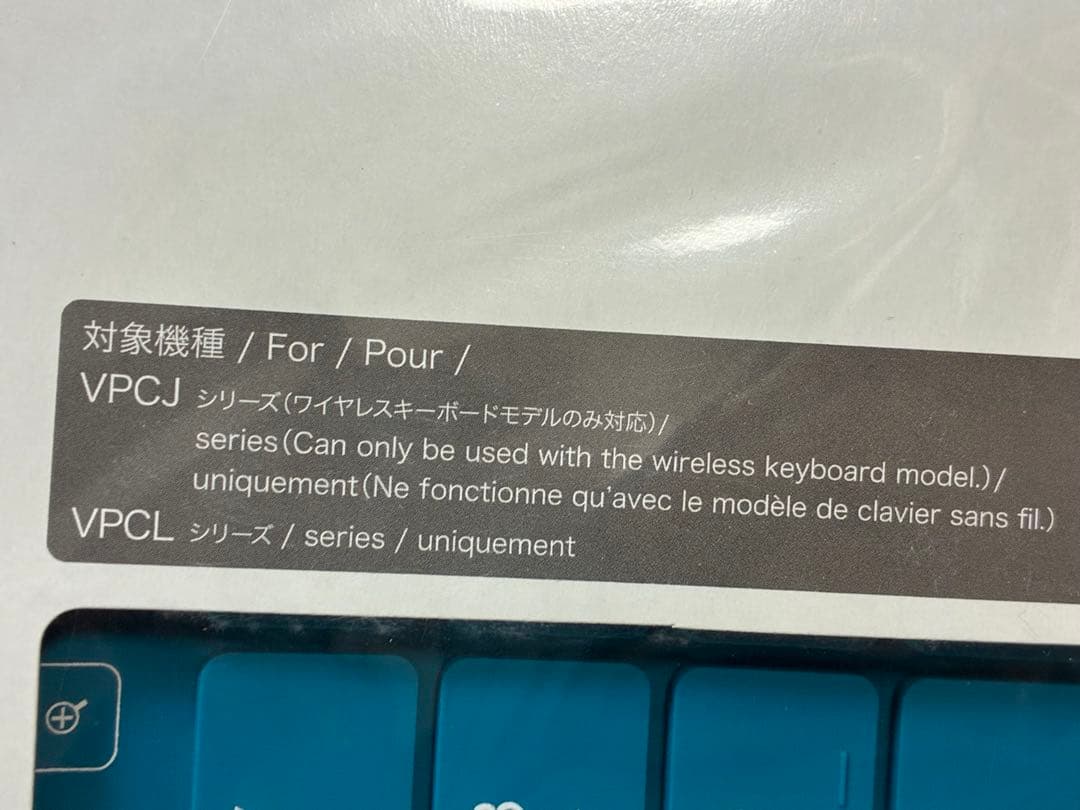 対象機種 / For / Pour /
VPCJ シリーズ(ワイヤレスキーボードモデルのみ対応)/
series(Can only be used with the wireless keyboard model.)/
uniquement(Ne fonctionne qu'avec le modèle de clavier sans fil.)
VPCL シリーズ / series / uniquement